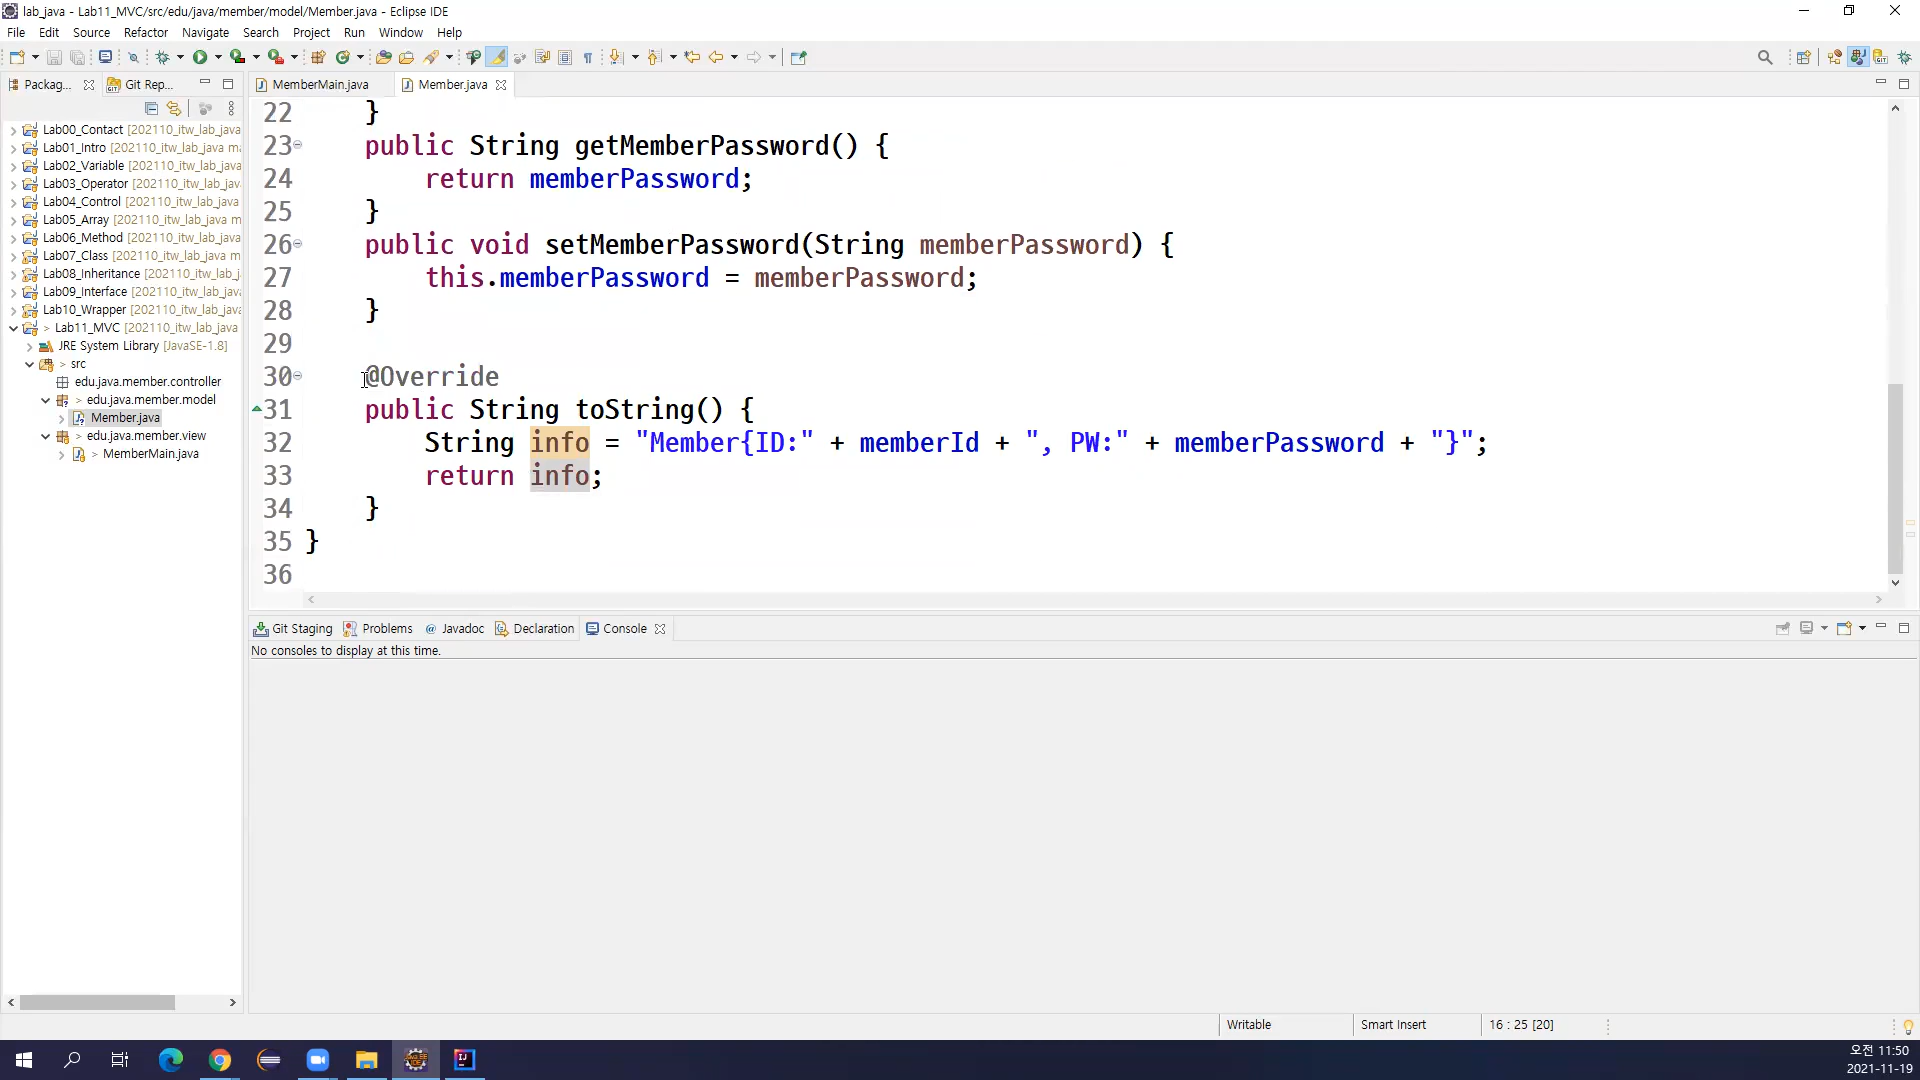 lab_java - Lab11_MVC/src/edu/java/member/model/Member.java - Eclipse IDE
File Edit Source Refactor Navigate Search Project Run Window Help
Packag... Git Rep... MemberMain.java Member.java
Lab00_Contact [202110_itw_lab_java
Lab01_Intro [202110_itw_lab_java ma
Lab02_Variable [202110_itw_lab_java
Lab03_Operator [202110_itw_lab_jav
Lab04_Control [202110_itw_lab_java
Lab05_Array [202110_itw_lab_java m
Lab06_Method [202110_itw_lab_java
Lab07_Class [202110_itw_lab_java m
Lab08_Inheritance [202110_itw_lab_j
Lab09_Interface [202110_itw_lab_java
Lab10_Wrapper [202110_itw_lab_java
> Lab11_MVC [202110_itw_lab_java
JRE System Library [JavaSE-1.8]
> src
edu.java.member.controller
> edu.java.member.model
Member.java
> edu.java.member.view
> MemberMain.java
22 }
23 public String getMemberPassword() {
24 return memberPassword;
25 }
26 public void setMemberPassword(String memberPassword) {
27 this.memberPassword = memberPassword;
28 }
29
30 @Override
31 public String toString() {
32 String info = "Member{ID:" + memberId + ", PW:" + memberPassword + "}";
33 return info;
34 }
35 }
36
Git Staging Problems @ Javadoc Declaration Console
No consoles to display at this time.
Writable Smart Insert 16 : 25 [20]
오전 11:50
2021-11-19